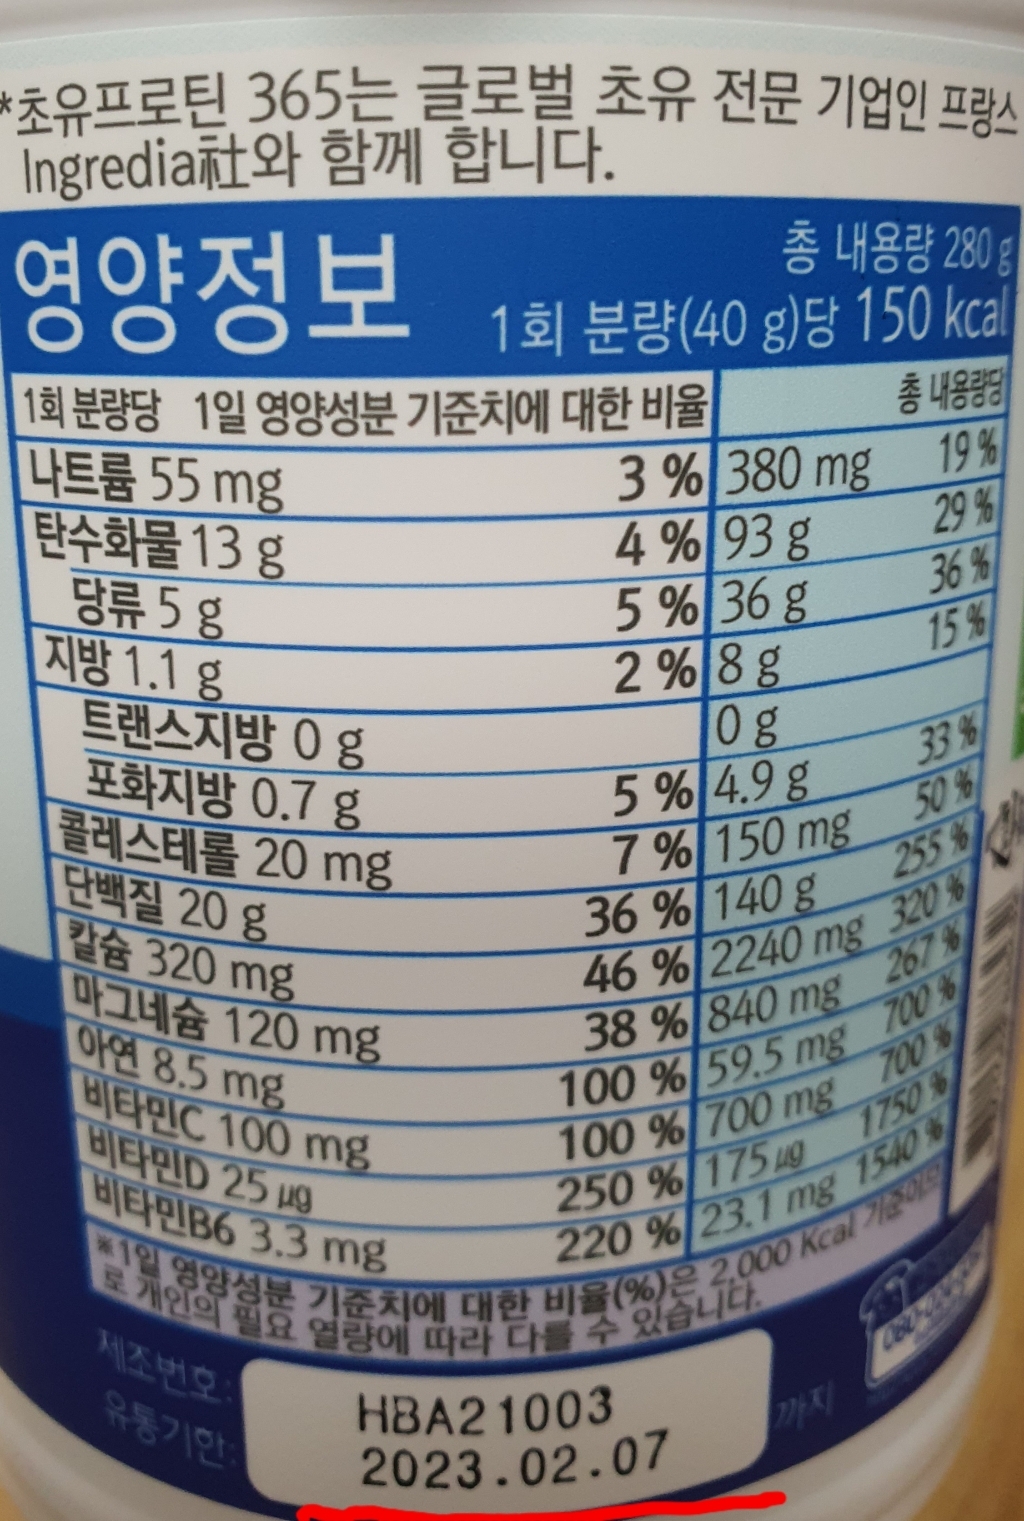 *초유프로틴 365는 글로벌 초유 전문 기업인 프랑스
Ingredia社와 함께 합니다.
영양정보
총 내용량 280 g
1회 분량(40 g)당 150 kcal
1회 분량당 1일 영양성분 기준치에 대한 비율 총 내용량당
나트륨 55 mg 3 % 380 mg 19 %
탄수화물 13 g 4 % 93 g 29 %
당류 5 g 5 % 36 g 36 %
지방 1.1 g 2 % 8 g 15 %
트랜스지방 0 g 0 g
포화지방 0.7 g 5 % 4.9 g 33 %
콜레스테롤 20 mg 7 % 150 mg 50 %
단백질 20 g 36 % 140 g 255 %
칼슘 320 mg 46 % 2240 mg 320 %
마그네슘 120 mg 38 % 840 mg 267 %
아연 8.5 mg 100 % 59.5 mg 700 %
비타민C 100 mg 100 % 700 mg 700 %
비타민D 25 µg 250 % 175 µg 1750 %
비타민B6 3.3 mg 220 % 23.1 mg 1540 %
※1일 영양성분 기준치에 대한 비율(%)은 2,000 Kcal 기준이므
로 개인의 필요 열량에 따라 다를 수 있습니다.
제조번호: HBA21003
유통기한: 2023.02.07 까지